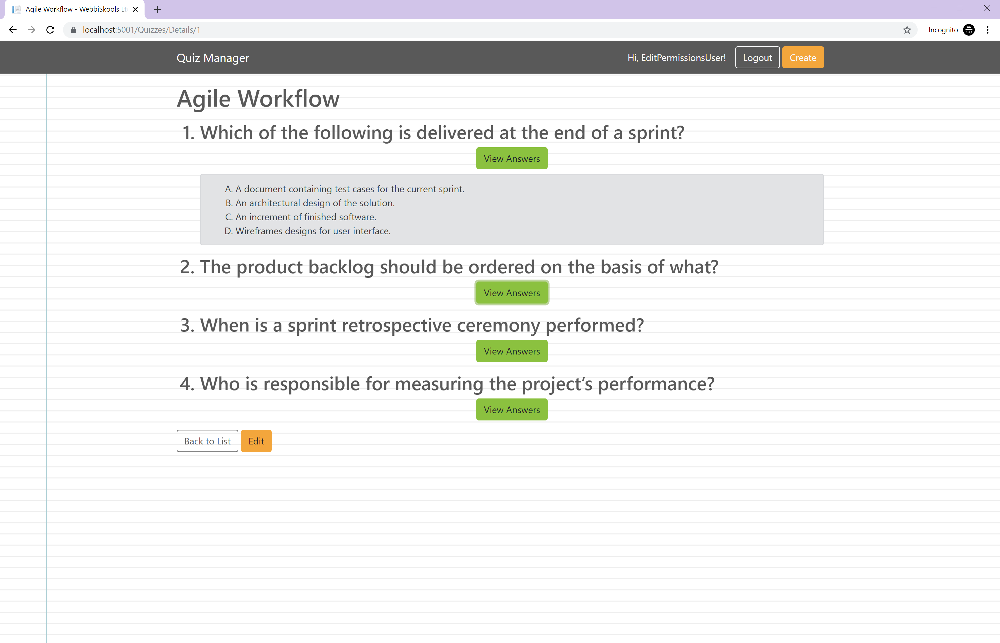 Agile Workflow - WebbiSkools Lt
localhost:5001/Quizzes/Details/1
Incognito
Quiz Manager
Hi, EditPermissionsUser!
Logout
Create
Agile Workflow
1. Which of the following is delivered at the end of a sprint?
View Answers
A. A document containing test cases for the current sprint.
B. An architectural design of the solution.
C. An increment of finished software.
D. Wireframes designs for user interface.
2. The product backlog should be ordered on the basis of what?
View Answers
3. When is a sprint retrospective ceremony performed?
View Answers
4. Who is responsible for measuring the project’s performance?
View Answers
Back to List
Edit